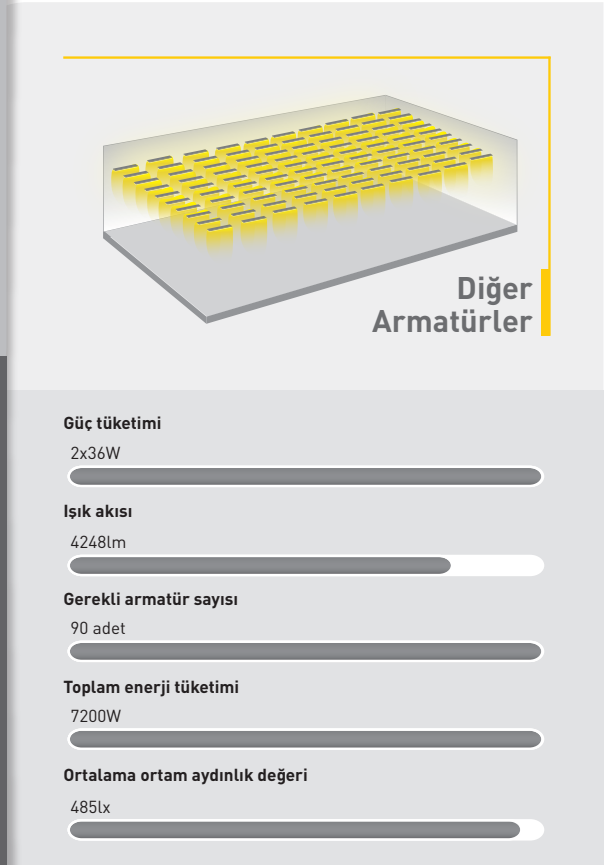 Diğer
Armatürler
Güç tüketimi
2x36W
Işık akısı
4248lm
Gerekli armatür sayısı
90 adet
Toplam enerji tüketimi
7200W
Ortalama ortam aydınlık değeri
485lx